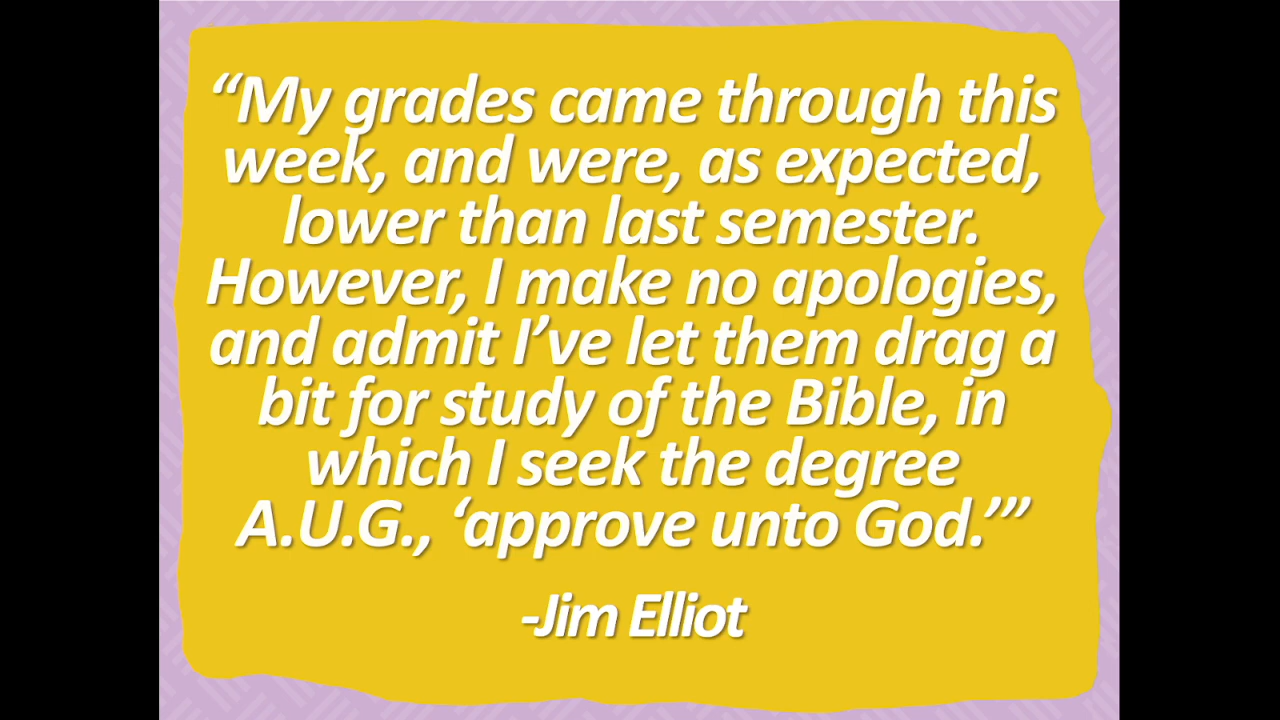 “My grades came through this
week, and were, as expected,
lower than last semester.
However, I make no apologies,
and admit I’ve let them drag a
bit for study of the Bible, in
which I seek the degree
A.U.G., ‘approve unto God.’”
-Jim Elliot